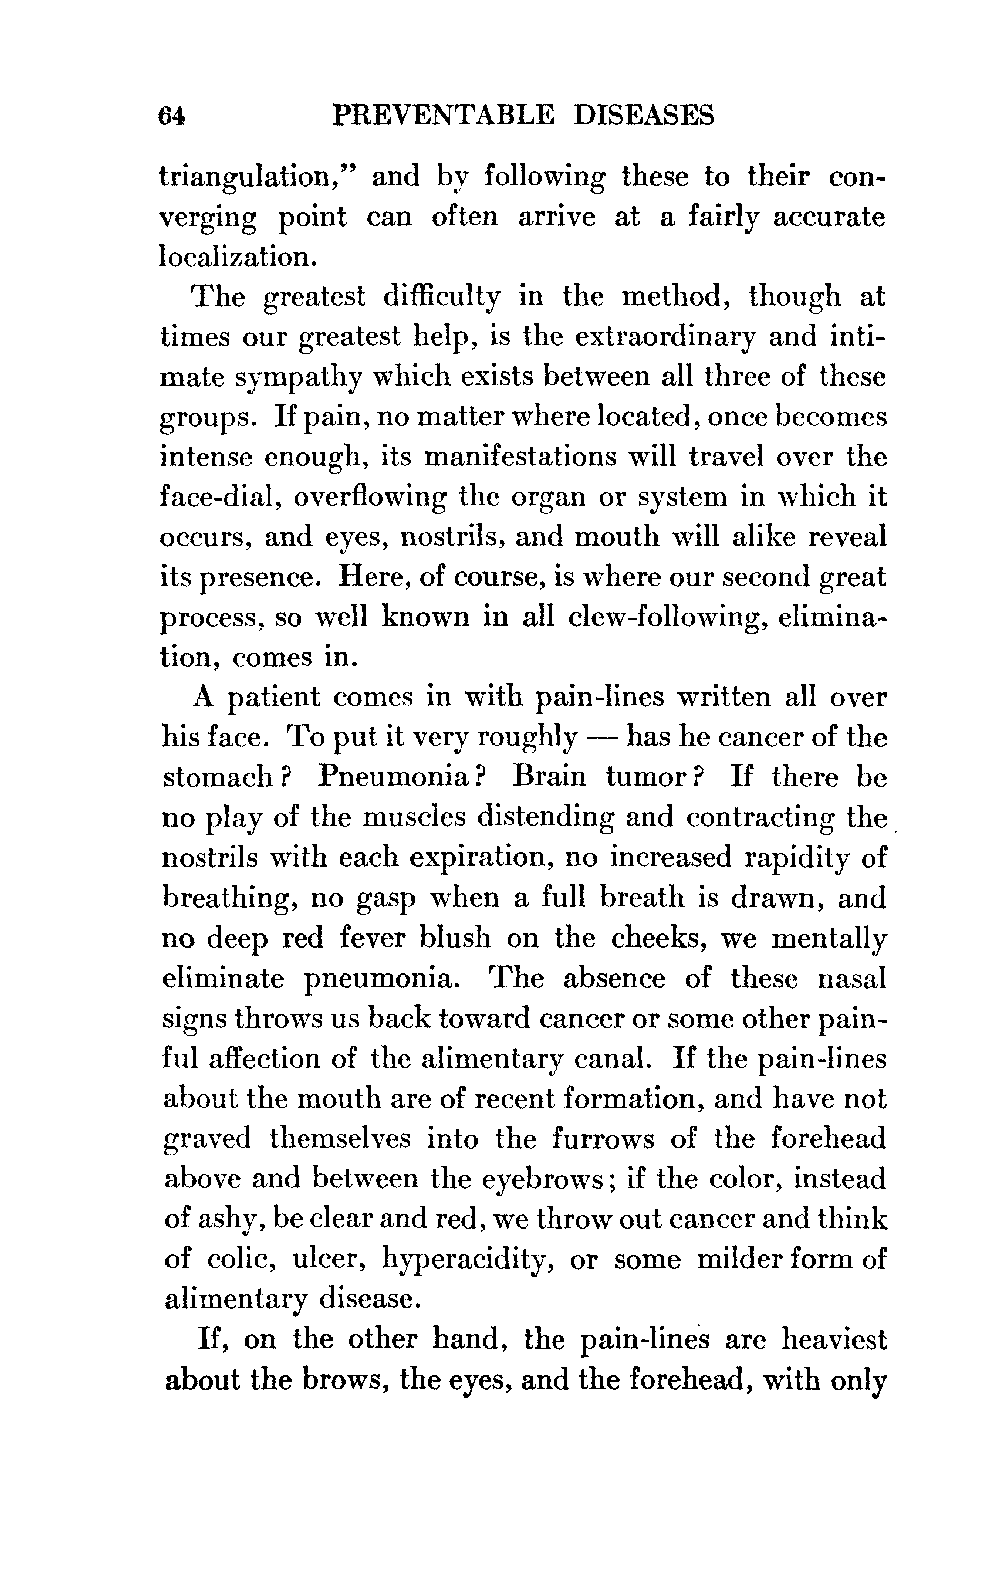 64 PREVENTABLE DISEASES
triangulation,” and by following these to their con-
verging point can often arrive at a fairly accurate
localization.
The greatest difficulty in the method, though at
times our greatest help, is the extraordinary and inti-
mate sympathy which exists between all three of these
groups. If pain, no matter where located, once becomes
intense enough, its manifestations will travel over the
face-dial, overflowing the organ or system in which it
occurs, and eyes, nostrils, and mouth will alike reveal
its presence. Here, of course, is where our second great
process, so well known in all clew-following, elimina-
tion, comes in.
A patient comes in with pain-lines written all over
his face. To put it very roughly — has he cancer of the
stomach? Pneumonia? Brain tumor? If there be
no play of the muscles distending and contracting the
nostrils with each expiration, no increased rapidity of
breathing, no gasp when a full breath is drawn, and
no deep red fever blush on the cheeks, we mentally
eliminate pneumonia. The absence of these nasal
signs throws us back toward cancer or some other pain-
ful affection of the alimentary canal. If the pain-lines
about the mouth are of recent formation, and have not
graved themselves into the furrows of the forehead
above and between the eyebrows; if the color, instead
of ashy, be clear and red, we throw out cancer and think
of colic, ulcer, hyperacidity, or some milder form of
alimentary disease.
If, on the other hand, the pain-lines are heaviest
about the brows, the eyes, and the forehead, with only